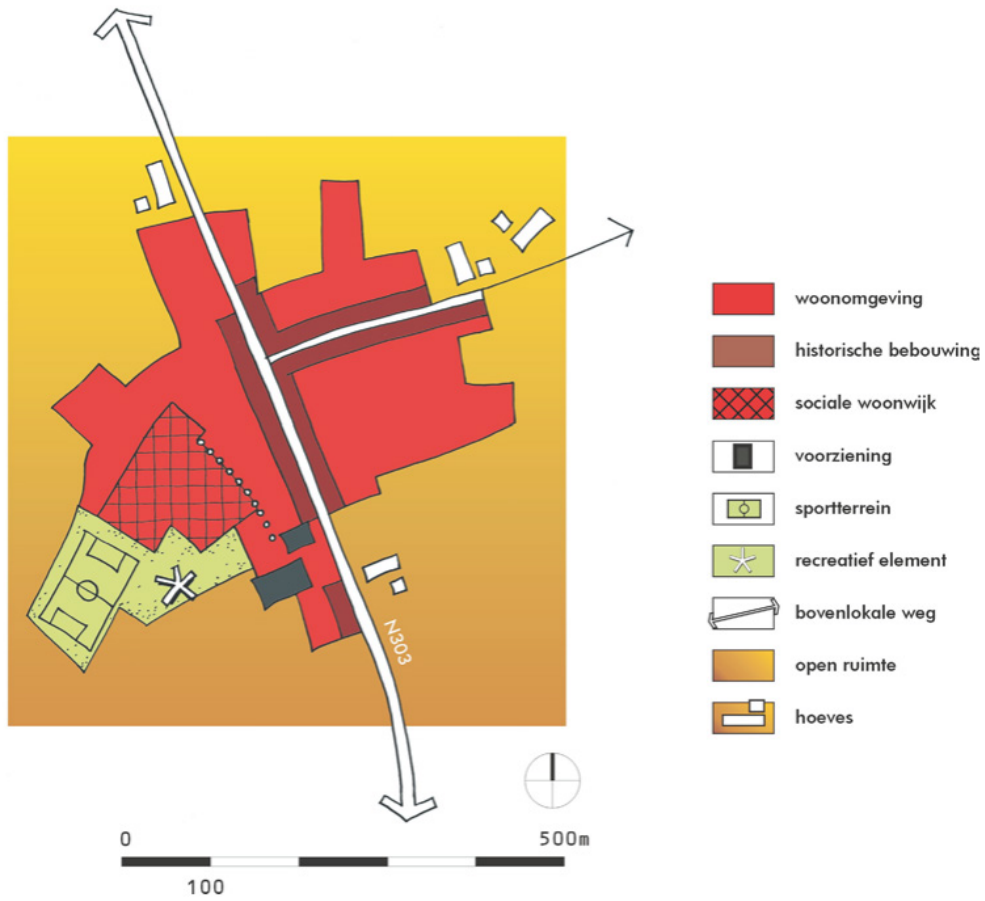 woonomgeving
historische bebouwing
sociale woonwijk
voorziening
sportterrein
recreatief element
bovenlokale weg
open ruimte
hoeves
N303
0 500m
100